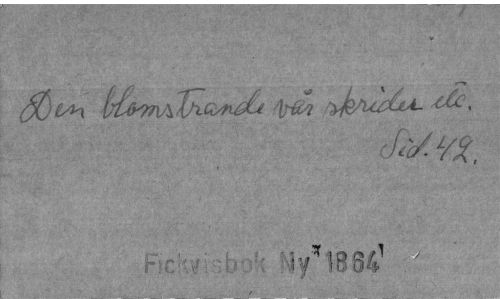 Den blomstrande vår skrider etc.
Sid. 42.
Fickvisbok Ny* 1864'